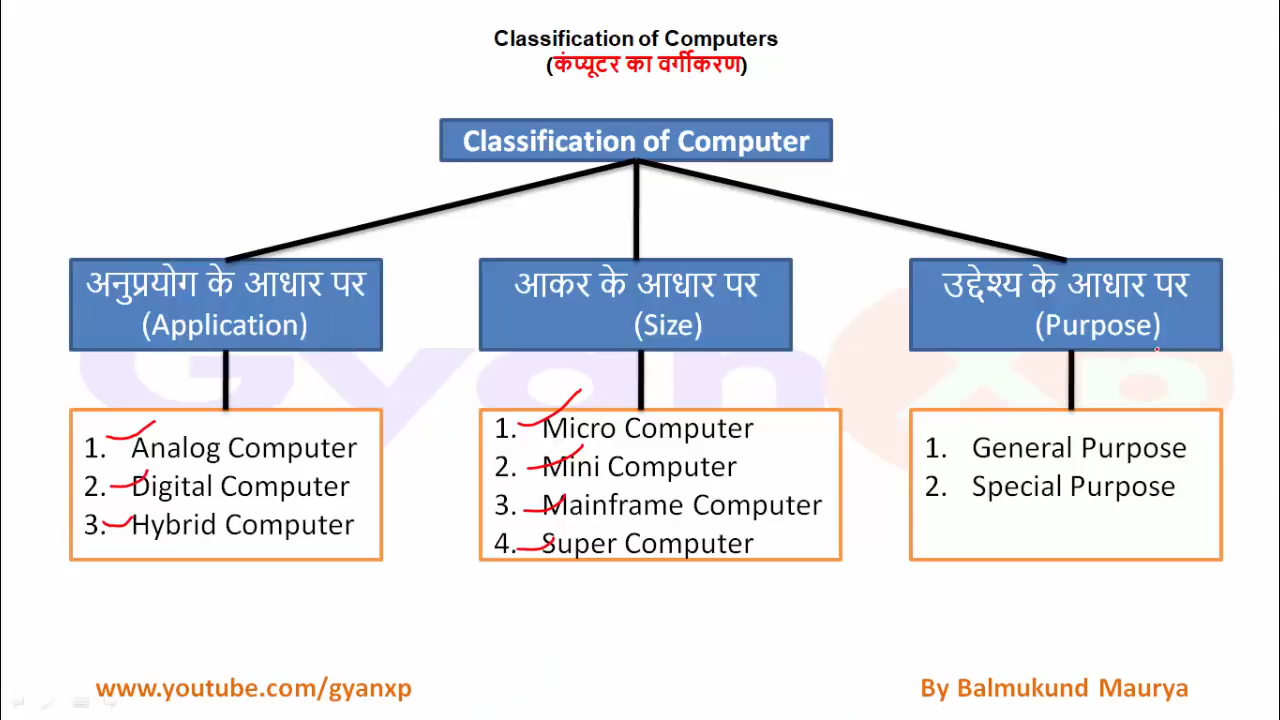 Classification of Computers
(कंप्यूटर का वर्गीकरण)
Classification of Computer
अनुप्रयोग के आधार पर
(Application)
आकर के आधार पर
(Size)
उद्देश्य के आधार पर
(Purpose)
1. Analog Computer
2. Digital Computer
3. Hybrid Computer
1. Micro Computer
2. Mini Computer
3. Mainframe Computer
4. Super Computer
1. General Purpose
2. Special Purpose
Gyan XP
www.youtube.com/gyanxp
By Balmukund Maurya